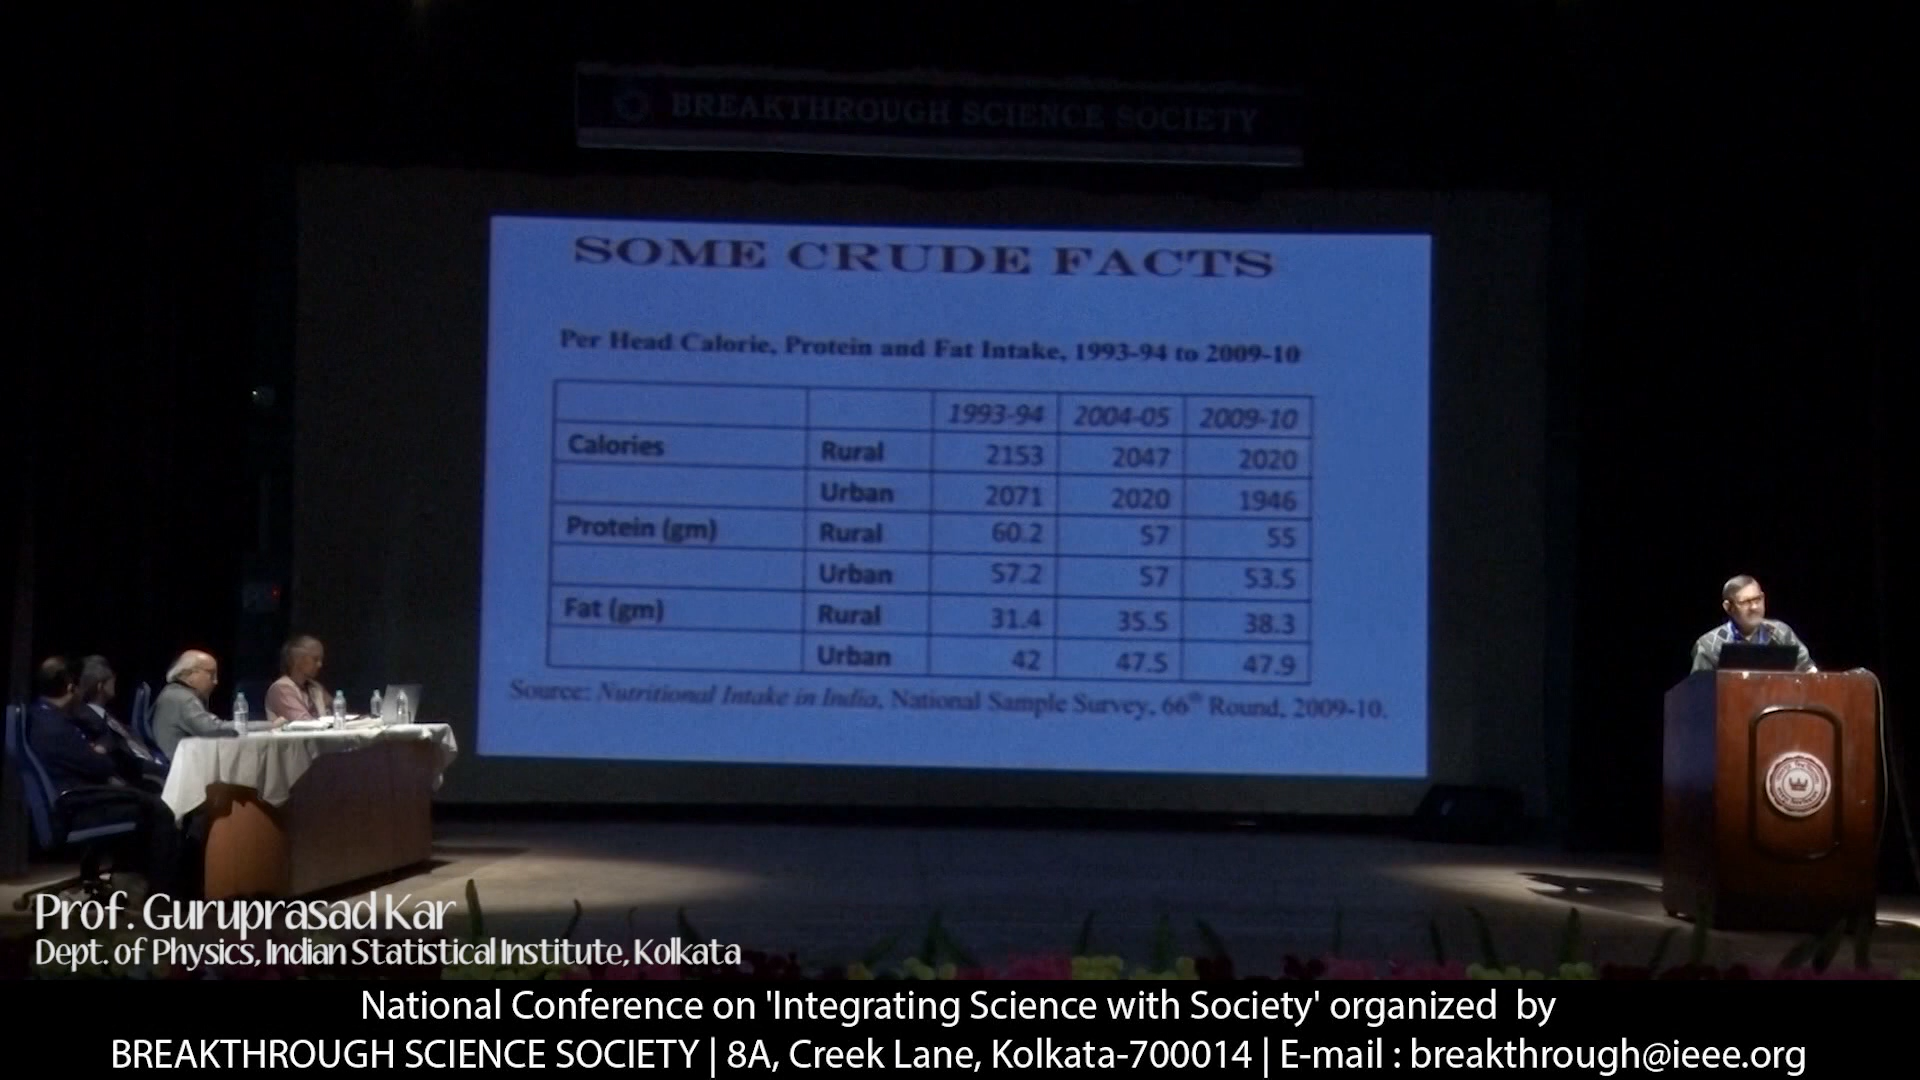 BREAKTHROUGH SCIENCE SOCIETY
SOME CRUDE FACTS
Per Head Calorie, Protein and Fat Intake, 1993-94 to 2009-10
1993-94 2004-05 2009-10
Calories Rural 2153 2047 2020
Urban 2071 2020 1946
Protein (gm) Rural 60.2 57 55
Urban 57.2 57 53.5
Fat (gm) Rural 31.4 35.5 38.3
Urban 42 47.5 47.9
Source: Nutritional Intake in India, National Sample Survey, 66th Round, 2009-10.
Prof. Guruprasad Kar
Dept. of Physics, Indian Statistical Institute, Kolkata
National Conference on 'Integrating Science with Society' organized by
BREAKTHROUGH SCIENCE SOCIETY | 8A, Creek Lane, Kolkata-700014 | E-mail : breakthrough@ieee.org